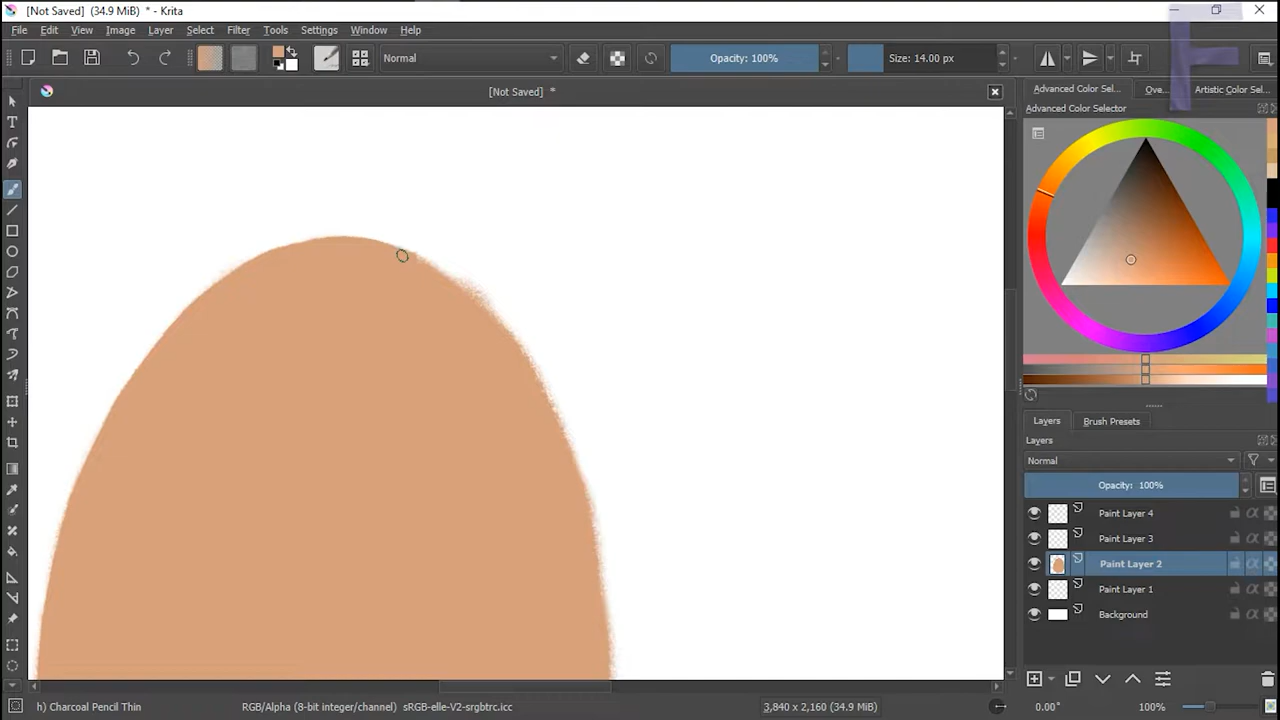 [Not Saved] (34.9 MiB) * - Krita
File Edit View Image Layer Select Filter Tools Settings Window Help
Normal
Opacity: 100%
Size: 14.00 px
F
[Not Saved] *
Advanced Color Sel... Ove... Artistic Color Sel...
Advanced Color Selector
Layers Brush Presets
Layers
Normal
Opacity: 100%
Paint Layer 4
Paint Layer 3
Paint Layer 2
Paint Layer 1
Background
h) Charcoal Pencil Thin
RGB/Alpha (8-bit integer/channel) sRGB-elle-V2-srgbtrc.icc
3,840 x 2,160 (34.9 MiB)
0.00°
100%